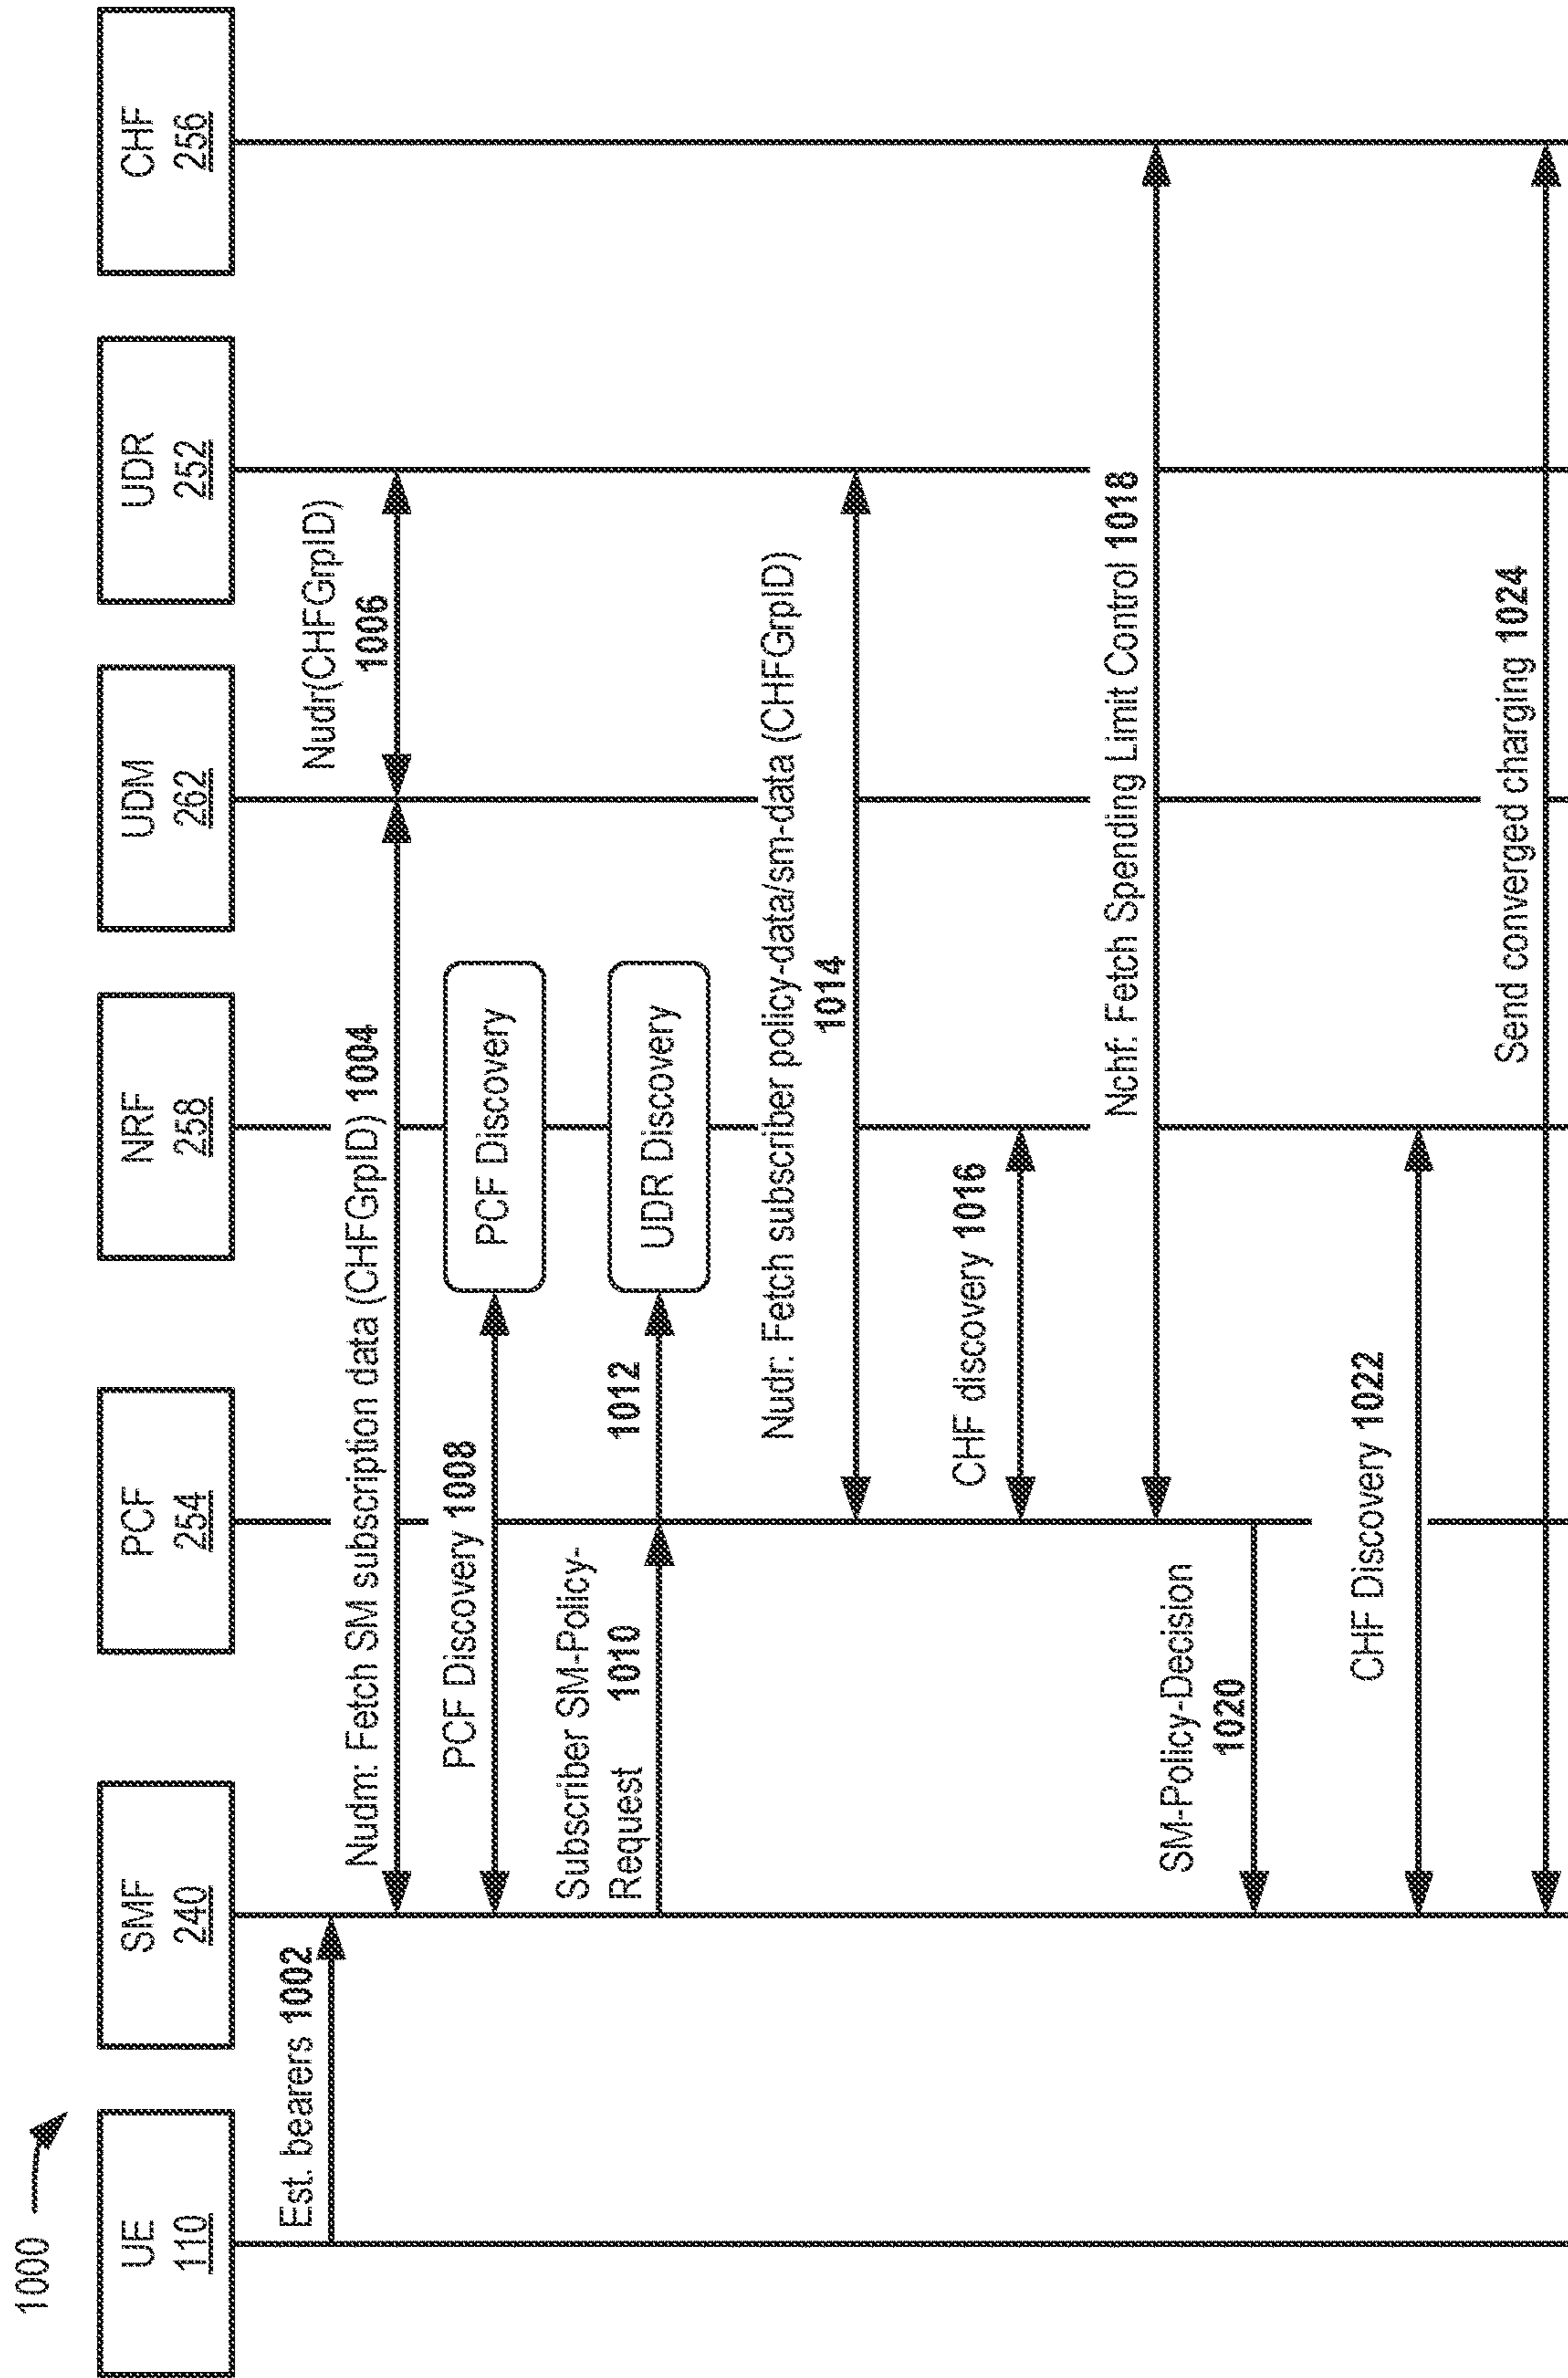 1000
UE
110
SMF
240
PCF
254
NRF
258
UDM
262
UDR
252
CHF
256
Est. bearers 1002
Nudm: Fetch SM subscription data (CHFGrpID) 1004
Nudr(CHFGrpID)
1006
PCF Discovery 1008
PCF Discovery
Subscriber SM-Policy-
Request 1010
1012
UDR Discovery
Nudr: Fetch subscriber policy-data/sm-data (CHFGrpID)
1014
CHF discovery 1016
Nchf: Fetch Spending Limit Control 1018
SM-Policy-Decision
1020
CHF Discovery 1022
Send converged charging 1024